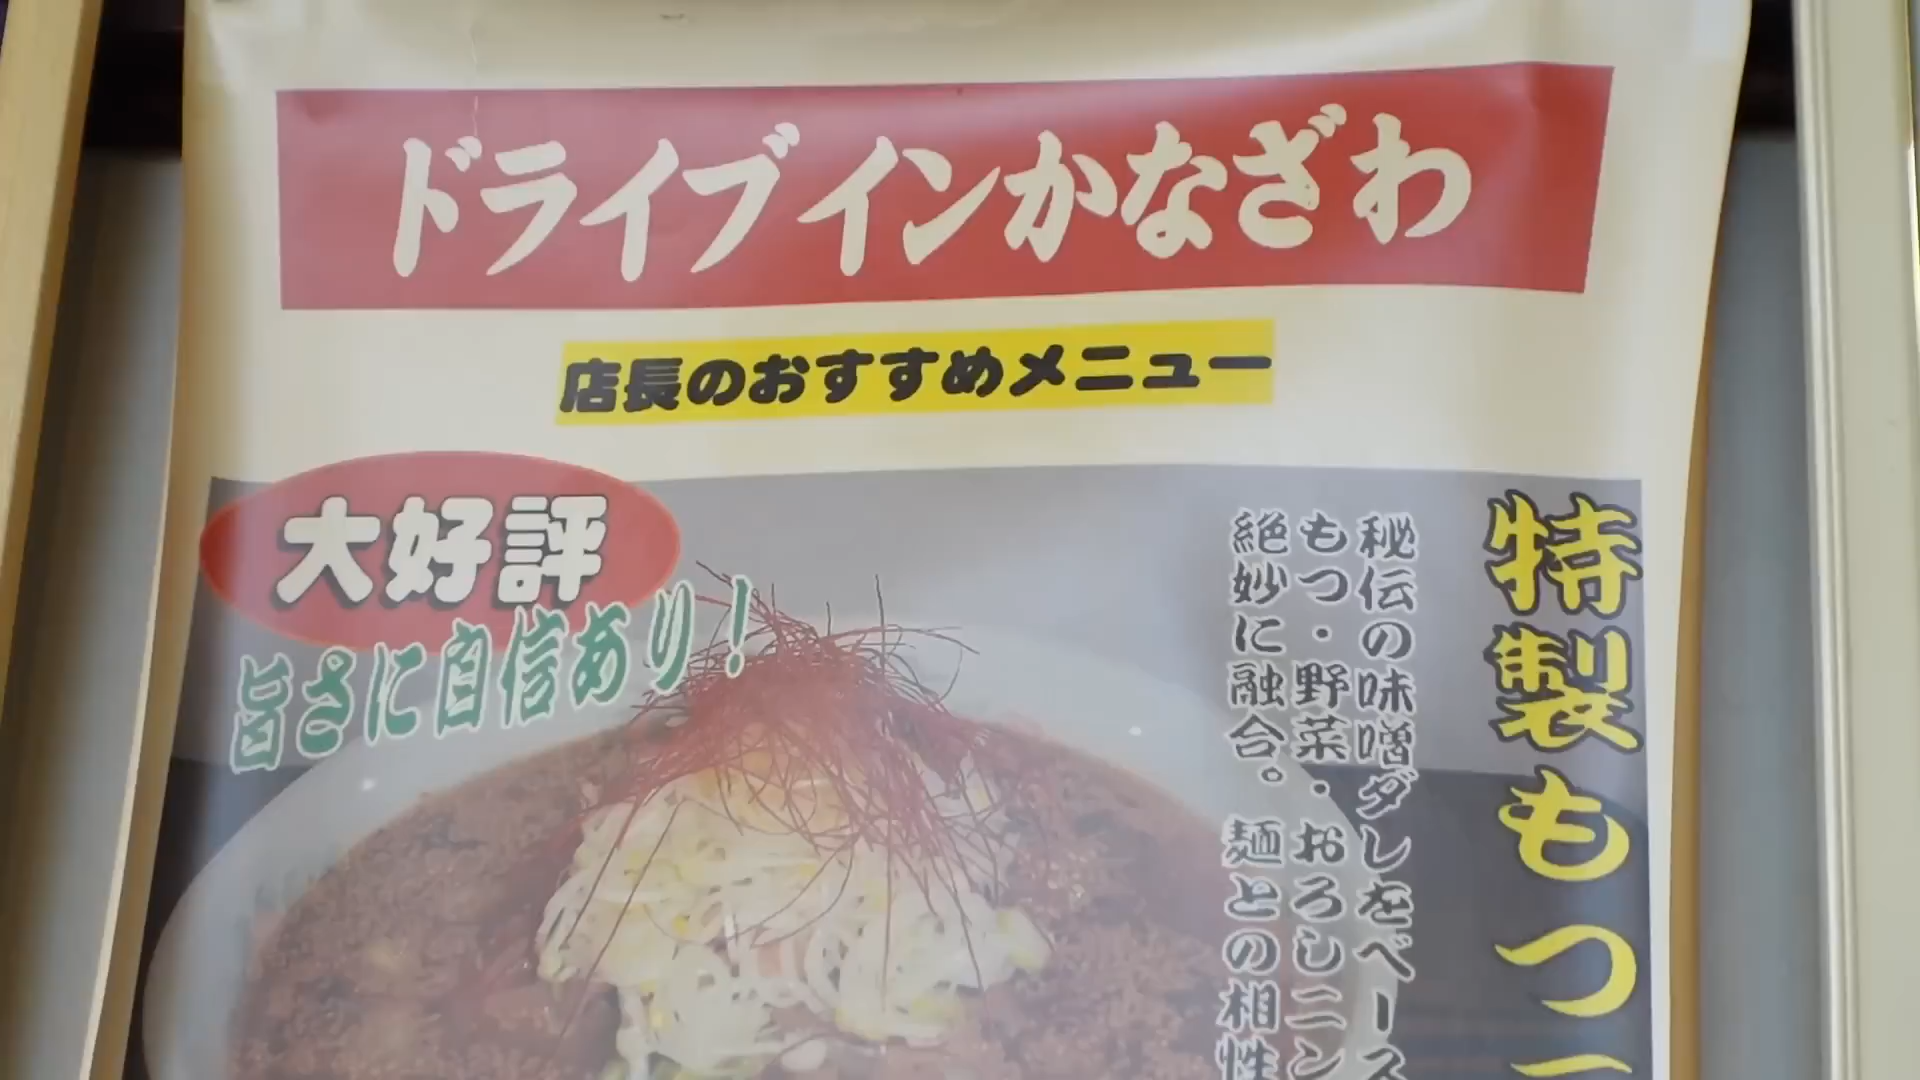 ドライブインかなざわ
店長のおすすめメニュー
大好評
旨さに自信あり!
特製もつ
秘伝の味噌ダレをベース
もつ・野菜・おろしニン
絶妙に融合。麺との相性